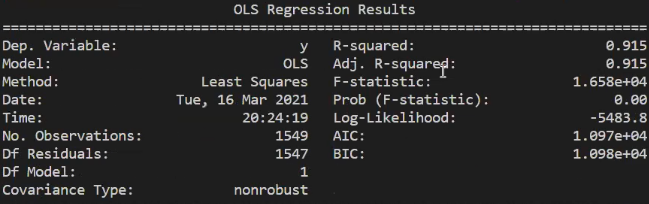 OLS Regression Results
==============================================================================
Dep. Variable: y R-squared: 0.915
Model: OLS Adj. R-squared: 0.915
Method: Least Squares F-statistic: 1.658e+04
Date: Tue, 16 Mar 2021 Prob (F-statistic): 0.00
Time: 20:24:19 Log-Likelihood: -5483.8
No. Observations: 1549 AIC: 1.097e+04
Df Residuals: 1547 BIC: 1.098e+04
Df Model: 1
Covariance Type: nonrobust